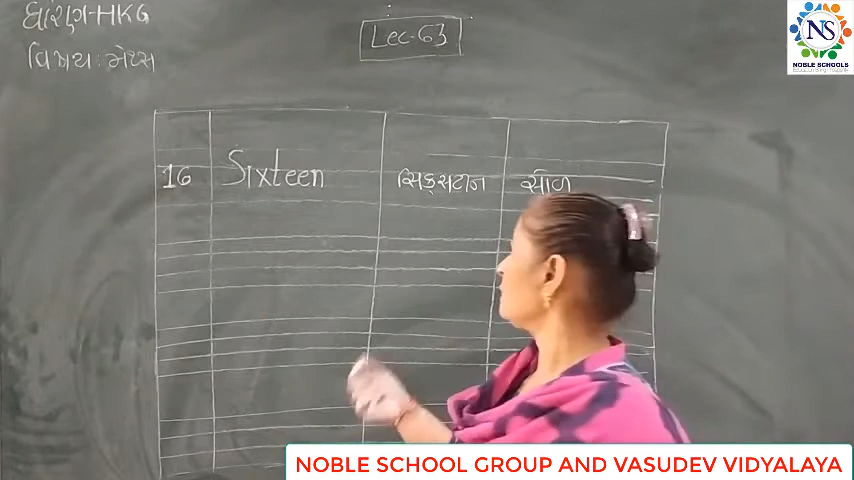 ધોરણ-HKG
Lec-63
વિષય : મેથ્સ
16 Sixteen સિક્સટીન સોળ
NS
NOBLE SCHOOLS
NOBLE SCHOOL GROUP AND VASUDEV VIDYALAYA